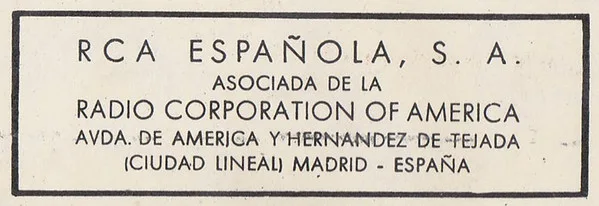 RCA ESPAÑOLA, S. A.
ASOCIADA DE LA
RADIO CORPORATION OF AMERICA
AVDA. DE AMERICA Y HERNANDEZ DE TEJADA
(CIUDAD LINEAL) MADRID - ESPAÑA